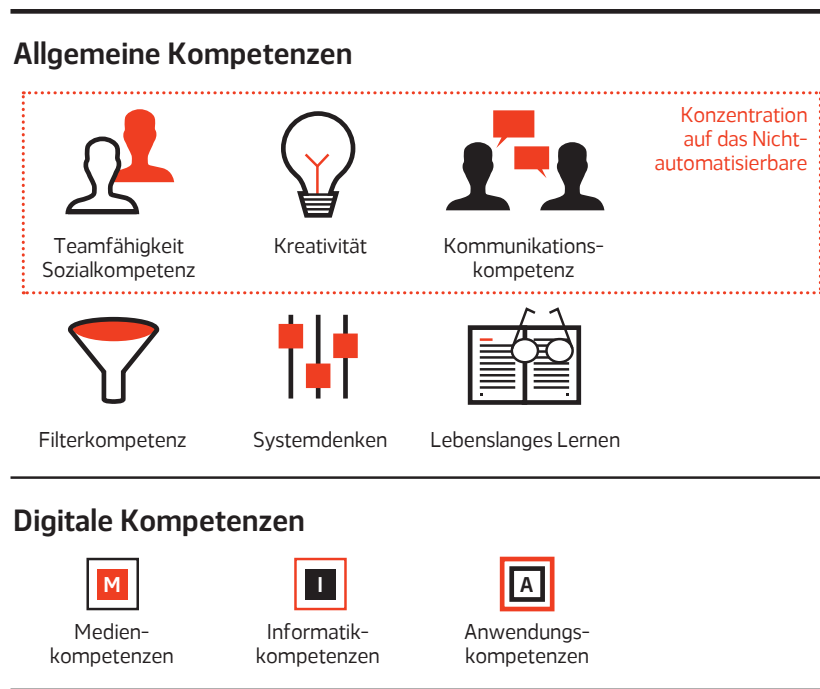 Allgemeine Kompetenzen
Konzentration
auf das Nicht-
automatisierbare
Teamfähigkeit
Sozialkompetenz
Kreativität
Kommunikations-
kompetenz
Filterkompetenz
Systemdenken
Lebenslanges Lernen
Digitale Kompetenzen
M
I
A
Medien-
kompetenzen
Informatik-
kompetenzen
Anwendungs-
kompetenzen